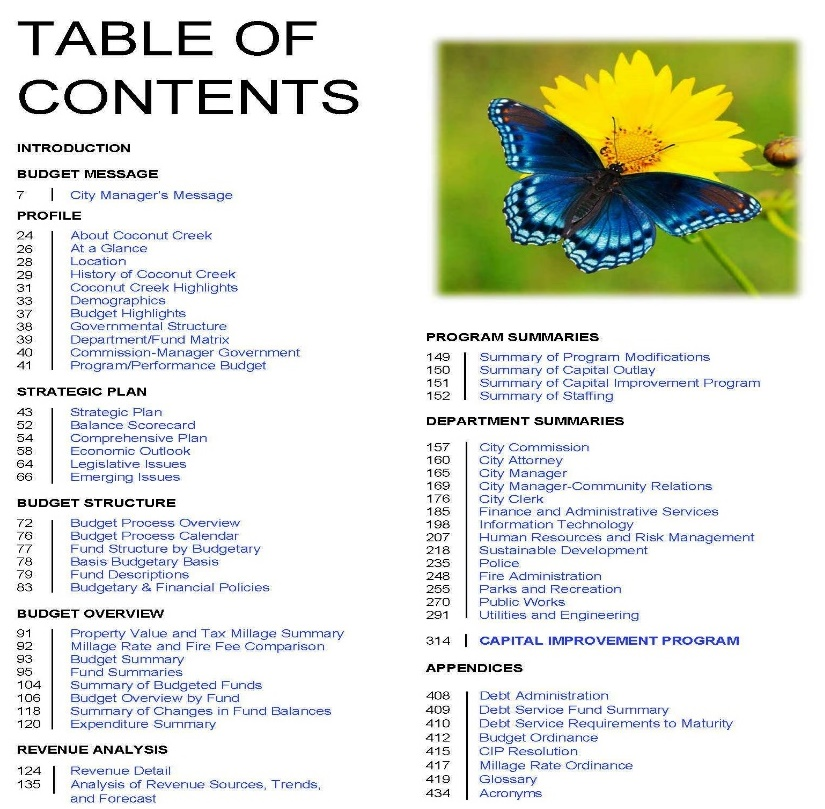 TABLE OF
CONTENTS
INTRODUCTION
BUDGET MESSAGE
7 City Manager's Message
PROFILE
24 About Coconut Creek
26 At a Glance
28 Location
29 History of Coconut Creek
31 Coconut Creek Highlights
33 Demographics
37 Budget Highlights
38 Governmental Structure
39 Department/Fund Matrix
40 Commission-Manager Government
41 Program/Performance Budget
STRATEGIC PLAN
43 Strategic Plan
52 Balance Scorecard
54 Comprehensive Plan
58 Economic Outlook
64 Legislative Issues
66 Emerging Issues
BUDGET STRUCTURE
72 Budget Process Overview
76 Budget Process Calendar
77 Fund Structure by Budgetary
78 Basis Budgetary Basis
79 Fund Descriptions
83 Budgetary & Financial Policies
BUDGET OVERVIEW
91 Property Value and Tax Millage Summary
92 Millage Rate and Fire Fee Comparison
93 Budget Summary
95 Fund Summaries
104 Summary of Budgeted Funds
106 Budget Overview by Fund
118 Summary of Changes in Fund Balances
120 Expenditure Summary
REVENUE ANALYSIS
124 Revenue Detail
135 Analysis of Revenue Sources, Trends,
and Forecast
PROGRAM SUMMARIES
149 Summary of Program Modifications
150 Summary of Capital Outlay
151 Summary of Capital Improvement Program
152 Summary of Staffing
DEPARTMENT SUMMARIES
157 City Commission
160 City Attorney
165 City Manager
169 City Manager-Community Relations
176 City Clerk
185 Finance and Administrative Services
198 Information Technology
207 Human Resources and Risk Management
218 Sustainable Development
235 Police
248 Fire Administration
255 Parks and Recreation
270 Public Works
291 Utilities and Engineering
314 CAPITAL IMPROVEMENT PROGRAM
APPENDICES
408 Debt Administration
409 Debt Service Fund Summary
410 Debt Service Requirements to Maturity
412 Budget Ordinance
415 CIP Resolution
417 Millage Rate Ordinance
419 Glossary
434 Acronyms